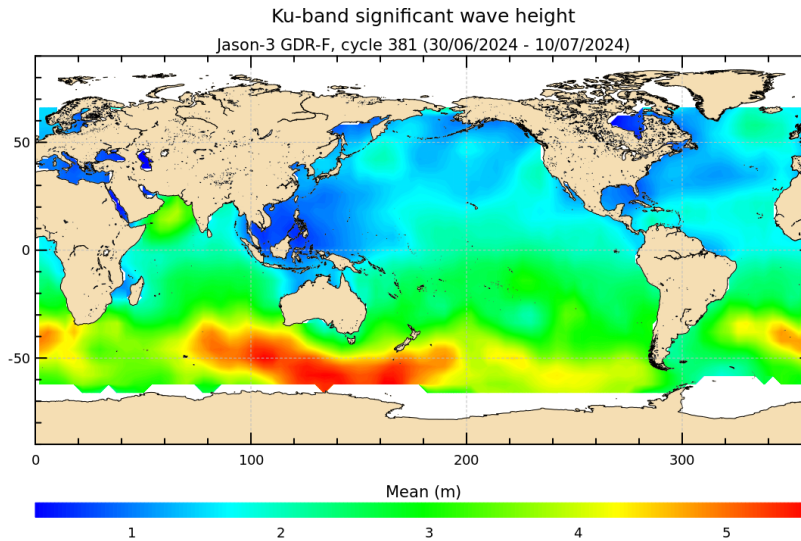 Ku-band significant wave height
Jason-3 GDR-F, cycle 381 (30/06/2024 - 10/07/2024)
50
0
-50
0 100 200 300
Mean (m)
1 2 3 4 5